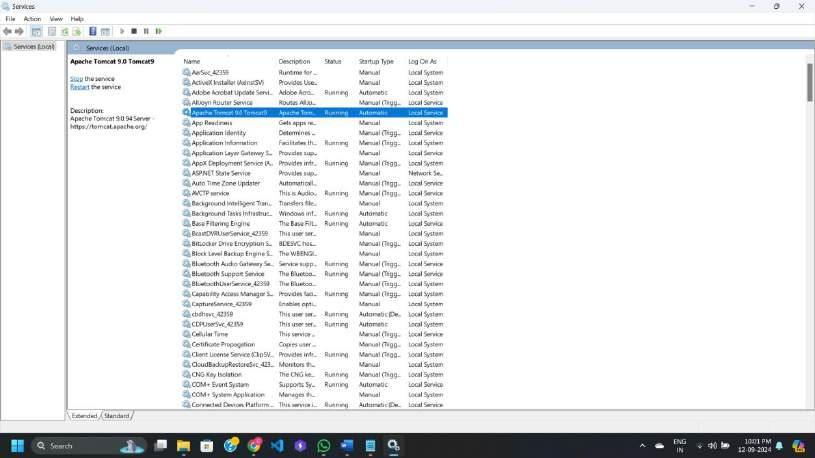 Services
File Action View Help
Services (Local)
Services (Local)
Apache Tomcat 9.0 Tomcat9
Stop the service
Restart the service
Description:
Apache Tomcat 9.0.94 Server -
https://tomcat.apache.org/
Name Description Status Startup Type Log On As
AarSvc_42359 Runtime for ... Manual Local System
ActiveX Installer (AxInstSV) Provides Use... Manual Local System
Adobe Acrobat Update Servi... Adobe Acro... Running Automatic Local System
AllJoyn Router Service Routes AllJo... Manual (Trigg... Local Service
Apache Tomcat 9.0 Tomcat9 Apache Tom... Running Automatic Local Service
App Readiness Gets apps re... Manual Local System
Application Identity Determines ... Manual (Trigg... Local Service
Application Information Facilitates th... Running Manual (Trigg... Local System
Application Layer Gateway S... Provides sup... Manual Local Service
AppX Deployment Service (A... Provides infr... Running Manual (Trigg... Local System
ASP.NET State Service Provides sup... Manual Network Se...
Auto Time Zone Updater Automaticall... Manual (Trigg... Local Service
AVCTP service This is Audio... Running Manual (Trigg... Local Service
Background Intelligent Tran... Transfers file... Manual Local System
Background Tasks Infrastruc... Windows inf... Running Automatic Local System
Base Filtering Engine The Base Filt... Running Automatic Local Service
BcastDVRUserService_42359 This user ser... Manual Local System
BitLocker Drive Encryption S... BDESVC hos... Manual (Trigg... Local System
Block Level Backup Engine S... The WBENGI... Manual Local System
Bluetooth Audio Gateway Se... Service supp... Running Manual (Trigg... Local Service
Bluetooth Support Service The Bluetoo... Running Manual (Trigg... Local Service
BluetoothUserService_42359 The Bluetoo... Manual (Trigg... Local System
Capability Access Manager S... Provides faci... Running Manual (Trigg... Local System
CaptureService_42359 Enables opti... Manual Local System
cbdhsvc_42359 This user ser... Running Automatic (De... Local System
CDPUserSvc_42359 This user ser... Running Automatic Local System
Cellular Time This service ... Manual (Trigg... Local Service
Certificate Propagation Copies user ... Manual (Trigg... Local System
Client License Service (ClipSV... Provides infr... Running Manual (Trigg... Local System
CloudBackupRestoreSvc_423... Monitors th... Manual Local System
CNG Key Isolation The CNG ke... Running Manual (Trigg... Local System
COM+ Event System Supports Sy... Running Automatic Local Service
COM+ System Application Manages th... Manual Local System
Connected Devices Platform ... This service i... Running Automatic (De... Local Service
Extended Standard
Search
ENG
IN
10:01 PM
12-09-2024